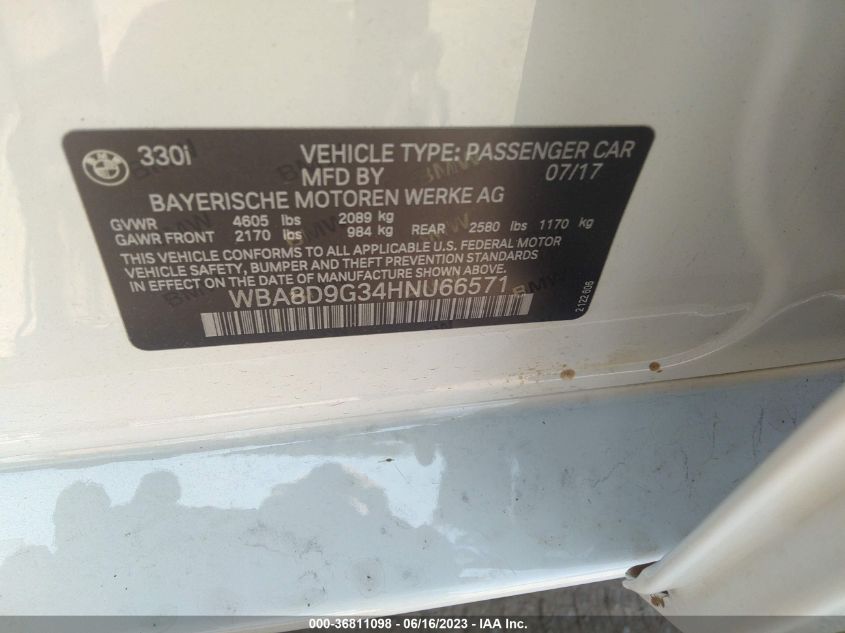 330i VEHICLE TYPE: PASSENGER CAR
MFD BY 07/17
BAYERISCHE MOTOREN WERKE AG
GVWR 4605 lbs 2089 kg
GAWR FRONT 2170 lbs 984 kg REAR 2580 lbs 1170 kg
THIS VEHICLE CONFORMS TO ALL APPLICABLE U.S. FEDERAL MOTOR
VEHICLE SAFETY, BUMPER AND THEFT PREVENTION STANDARDS
IN EFFECT ON THE DATE OF MANUFACTURE SHOWN ABOVE.
WBA8D9G34HNU66571
2122606
000-36811098 - 06/16/2023 - © IAA Inc.